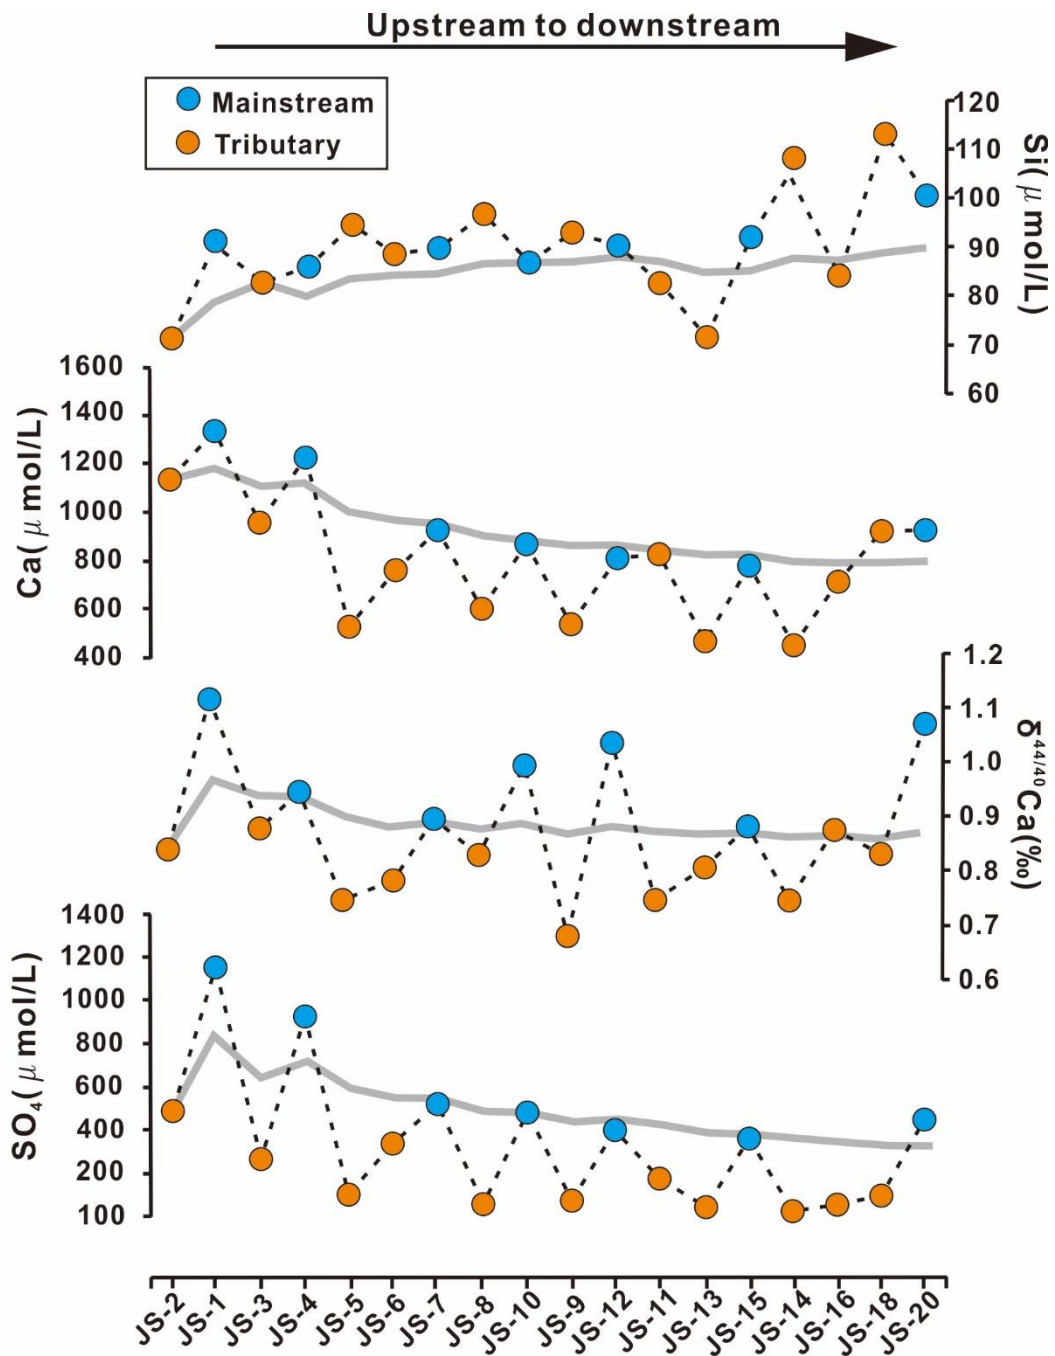 Upstream to downstream
Mainstream
Tributary
120
110
100
90
80
70
60
Si(μ mol/L)
1600
1400
1200
1000
800
600
400
Ca(μ mol/L)
1.2
1.1
1.0
0.9
0.8
0.7
0.6
δ44/40Ca(‰)
1400
1200
1000
800
600
400
200
100
SO4(μ mol/L)
JS-2
JS-1
JS-3
JS-4
JS-5
JS-6
JS-7
JS-8
JS-10
JS-9
JS-12
JS-11
JS-13
JS-15
JS-14
JS-16
JS-18
JS-20